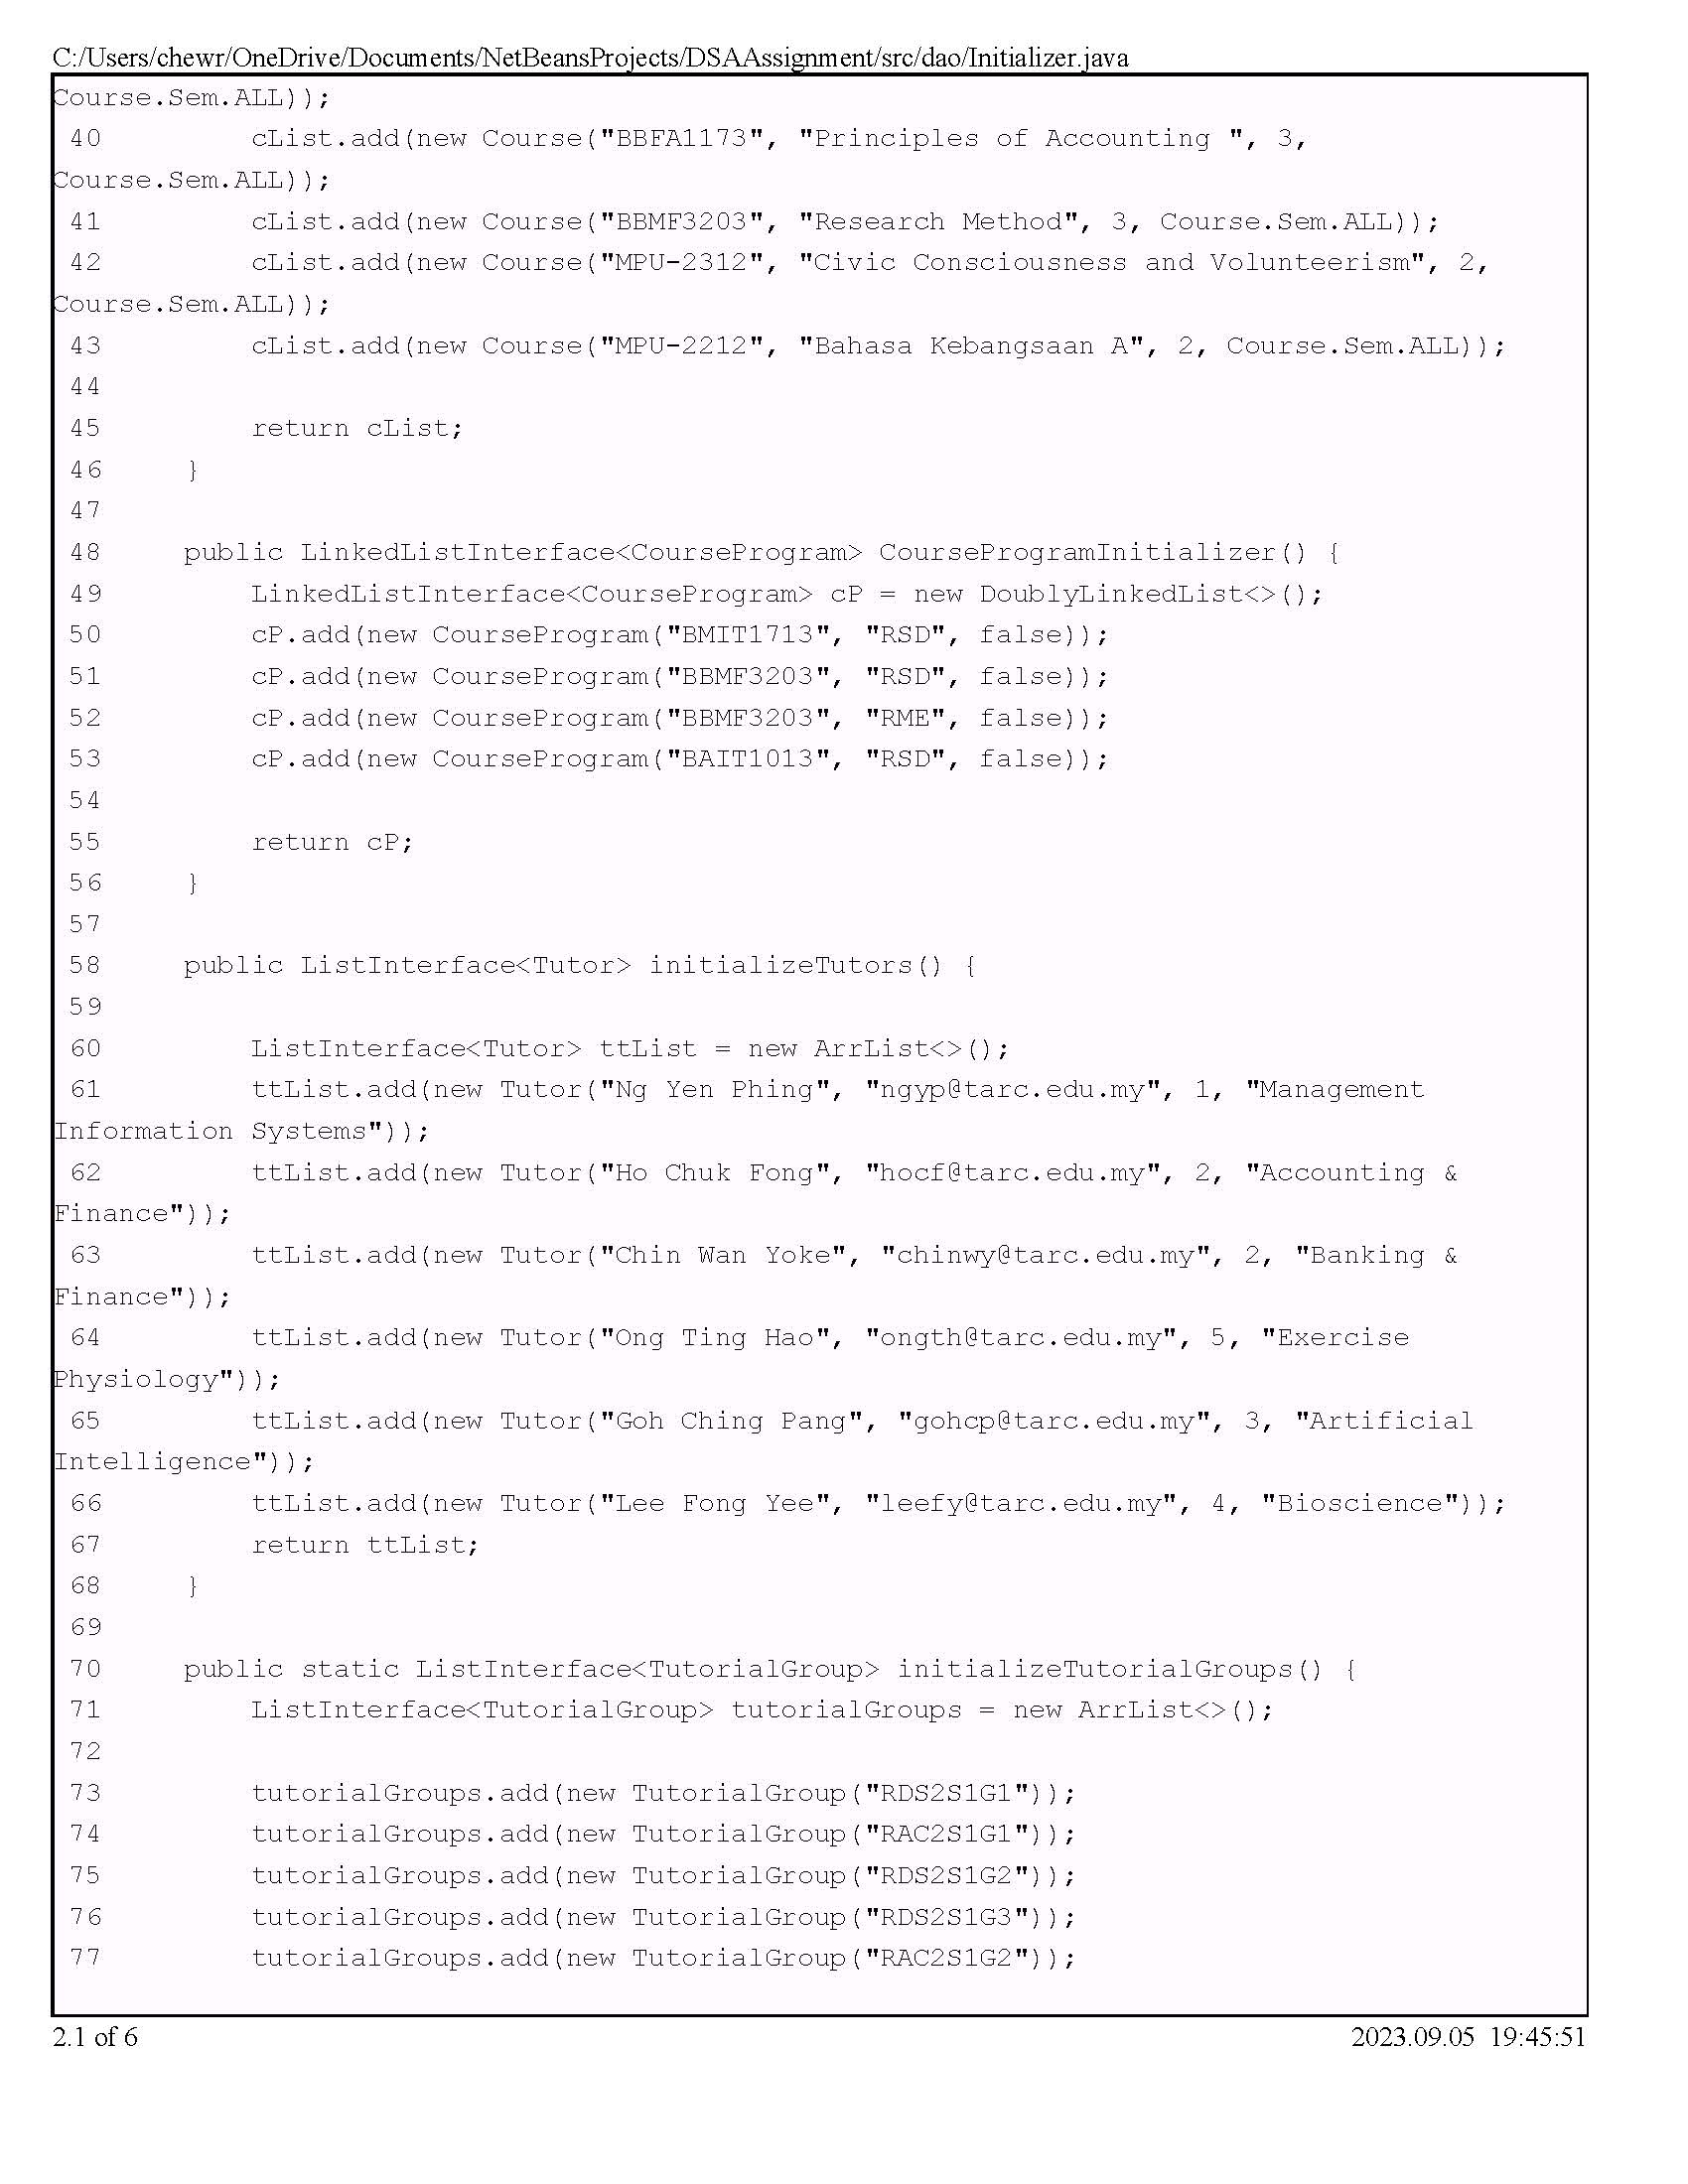 C:/Users/chewr/OneDrive/Documents/NetBeansProjects/DSAAssignment/src/dao/Initializer.java
Course.Sem.ALL));
40         cList.add(new Course("BBFA1173", "Principles of Accounting ", 3,
Course.Sem.ALL));
41         cList.add(new Course("BBMF3203", "Research Method", 3, Course.Sem.ALL));
42         cList.add(new Course("MPU-2312", "Civic Consciousness and Volunteerism", 2,
Course.Sem.ALL));
43         cList.add(new Course("MPU-2212", "Bahasa Kebangsaan A", 2, Course.Sem.ALL));
44
45         return cList;
46     }
47
48     public LinkedListInterface<CourseProgram> CourseProgramInitializer() {
49         LinkedListInterface<CourseProgram> cP = new DoublyLinkedList<>();
50         cP.add(new CourseProgram("BMIT1713", "RSD", false));
51         cP.add(new CourseProgram("BBMF3203", "RSD", false));
52         cP.add(new CourseProgram("BBMF3203", "RME", false));
53         cP.add(new CourseProgram("BAIT1013", "RSD", false));
54
55         return cP;
56     }
57
58     public ListInterface<Tutor> initializeTutors() {
59
60         ListInterface<Tutor> ttList = new ArrList<>();
61         ttList.add(new Tutor("Ng Yen Phing", "ngyp@tarc.edu.my", 1, "Management
Information Systems"));
62         ttList.add(new Tutor("Ho Chuk Fong", "hocf@tarc.edu.my", 2, "Accounting &
Finance"));
63         ttList.add(new Tutor("Chin Wan Yoke", "chinwy@tarc.edu.my", 2, "Banking &
Finance"));
64         ttList.add(new Tutor("Ong Ting Hao", "ongth@tarc.edu.my", 5, "Exercise
Physiology"));
65         ttList.add(new Tutor("Goh Ching Pang", "gohcp@tarc.edu.my", 3, "Artificial
Intelligence"));
66         ttList.add(new Tutor("Lee Fong Yee", "leefy@tarc.edu.my", 4, "Bioscience"));
67         return ttList;
68     }
69
70     public static ListInterface<TutorialGroup> initializeTutorialGroups() {
71         ListInterface<TutorialGroup> tutorialGroups = new ArrList<>();
72
73         tutorialGroups.add(new TutorialGroup("RDS2S1G1"));
74         tutorialGroups.add(new TutorialGroup("RAC2S1G1"));
75         tutorialGroups.add(new TutorialGroup("RDS2S1G2"));
76         tutorialGroups.add(new TutorialGroup("RDS2S1G3"));
77         tutorialGroups.add(new TutorialGroup("RAC2S1G2"));
2.1 of 6
2023.09.05 19:45:51